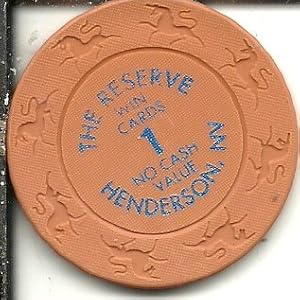 THE RESERVE
WIN
CARDS
1
NO CASH
VALUE
HENDERSON, NV